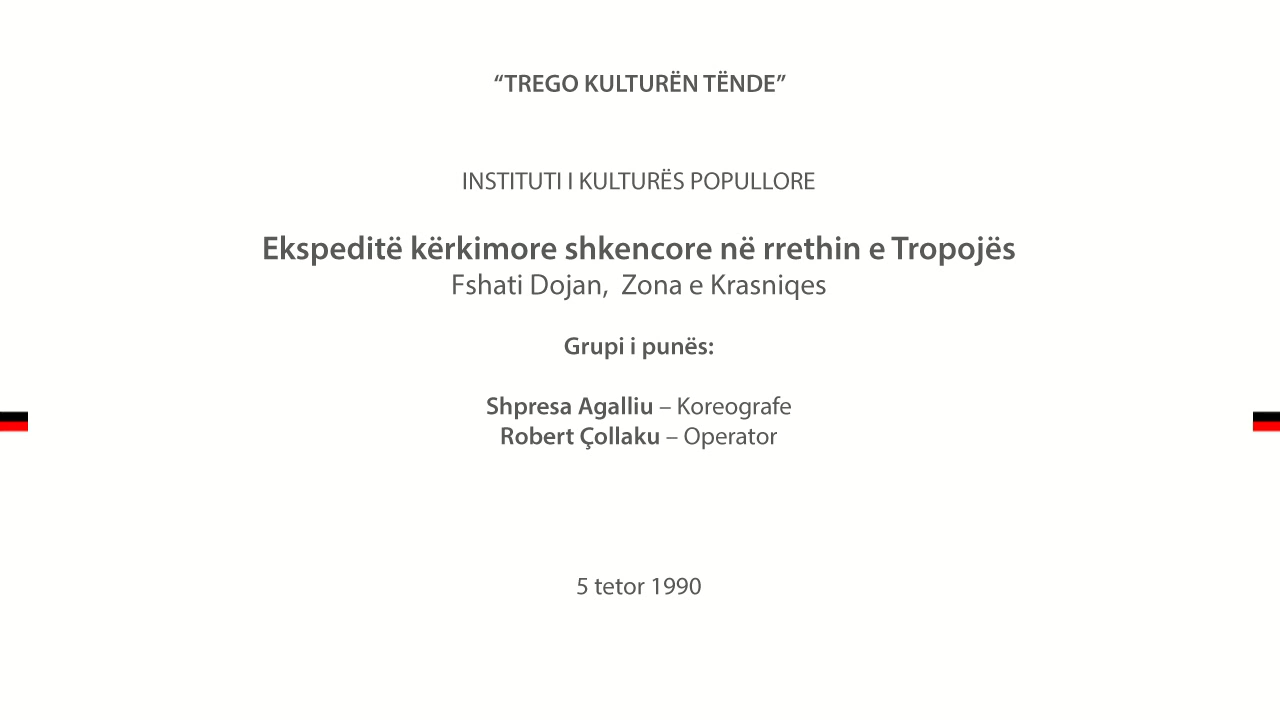 “TREGO KULTURËN TËNDE”
INSTITUTI I KULTURËS POPULLORE
Ekspeditë kërkimore shkencore në rrethin e Tropojës
Fshati Dojan, Zona e Krasniqes
Grupi i punës:
Shpresa Agalliu – Koreografe
Robert Çollaku – Operator
5 tetor 1990